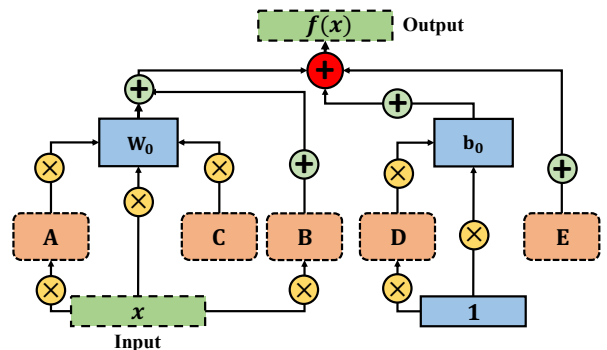 f(x) Output
+
+ +
W₀ b₀
× × × + × × +
A C B D E
× × ×
x 1
Input